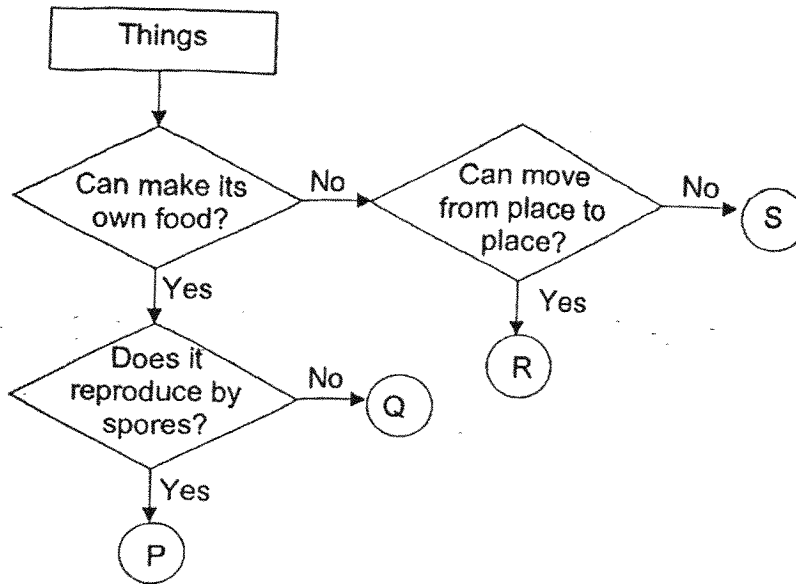 Things
Can make its
own food?
No
Can move
from place to
place?
No
S
Yes
Yes
R
Does it
reproduce by
spores?
No
Q
Yes
P